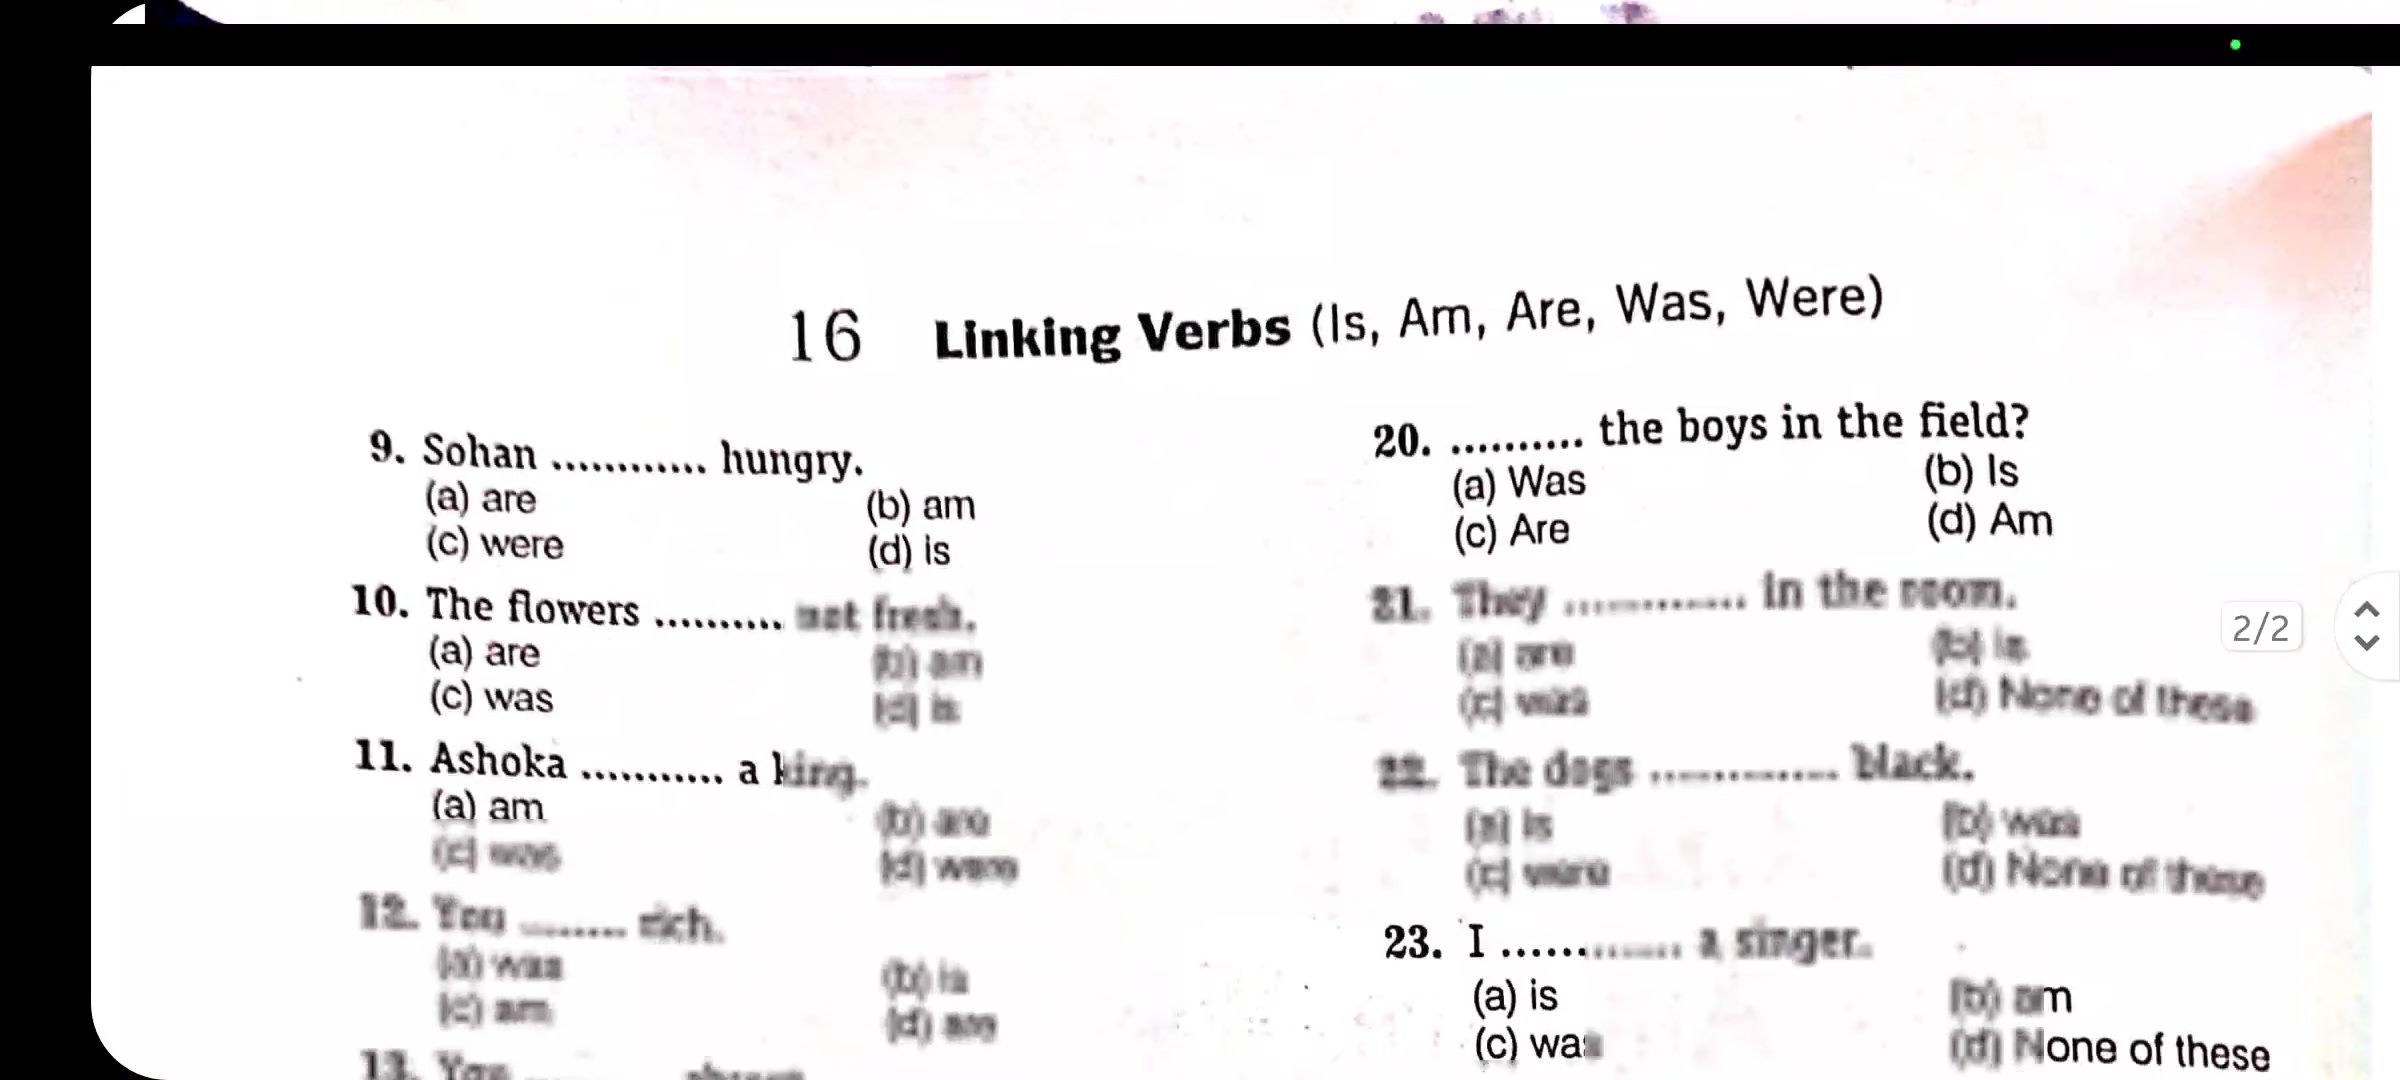 16 Linking Verbs (Is, Am, Are, Was, Were)
9. Sohan ............ hungry.
(a) are (b) am
(c) were (d) is
10. The flowers .......... not fresh.
(a) are (b) am
(c) was (d) is
11. Ashoka ........... a king.
(a) am (b) are
(c) was (d) were
12. You ........ rich.
(a) was (b) is
(c) am (d) are
13. You
20. .......... the boys in the field?
(a) Was (b) Is
(c) Are (d) Am
21. They ............. in the room.
(a) are (b) is
(c) was (d) None of these
22. The dogs ............. black.
(a) is (b) was
(c) were (d) None of these
23. I ............. a singer.
(a) is (b) am
(c) was (d) None of these
2/2